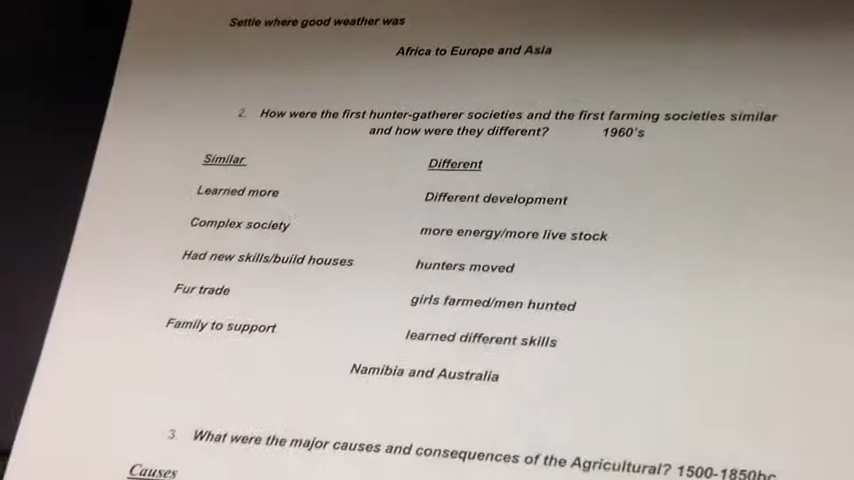 Settle where good weather was
Africa to Europe and Asia
2. How were the first hunter-gatherer societies and the first farming societies similar
and how were they different? 1960's
Similar
Different
Learned more
Different development
Complex society
more energy/more live stock
Had new skills/build houses
hunters moved
Fur trade
girls farmed/men hunted
Family to support
learned different skills
Namibia and Australia
3. What were the major causes and consequences of the Agricultural? 1500-1850bc
Causes